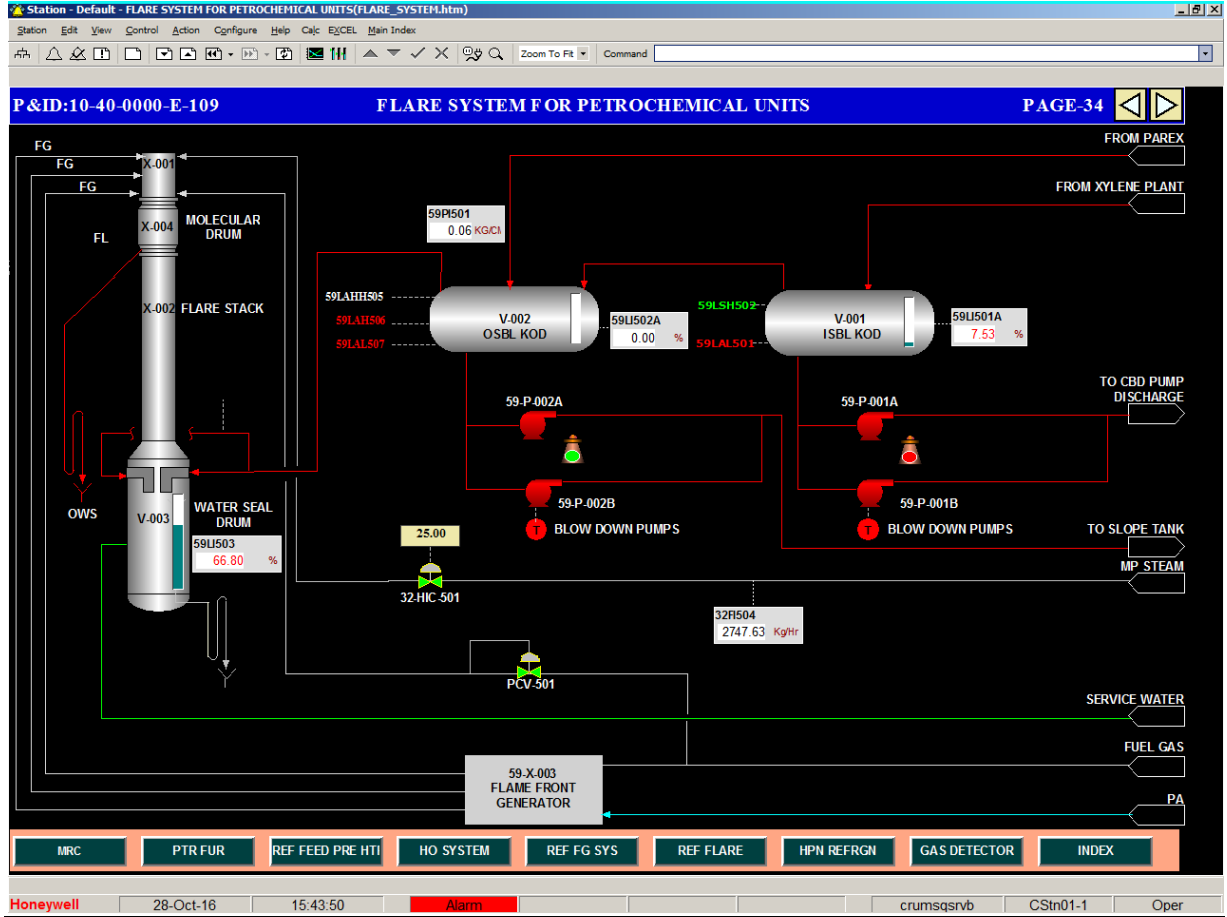 Station - Default - FLARE SYSTEM FOR PETROCHEMICAL UNITS(FLARE_SYSTEM.htm)
Station Edit View Control Action Configure Help Calc EXCEL Main Index
Zoom To Fit Command
P&ID:10-40-0000-E-109 FLARE SYSTEM FOR PETROCHEMICAL UNITS PAGE-34
FROM PAREX
FG
X-001
FG
FG
FROM XYLENE PLANT
59PI501
0.06 KG/CM
MOLECULAR
DRUM
X-004
FL
59LAHH505
59LAH506
59LAL507
X-002 FLARE STACK
V-002
OSBL KOD
59LI502A
0.00 %
59LSH502
59LAL501
V-001
ISBL KOD
59LI501A
7.53 %
TO CBD PUMP
DISCHARGE
59-P-002A
59-P-001A
59-P-002B
59-P-001B
T BLOW DOWN PUMPS
T BLOW DOWN PUMPS
OWS
V-003
WATER SEAL
DRUM
59LI503
66.80 %
TO SLOPE TANK
25.00
32-HIC-501
MP STEAM
32FI504
2747.63 Kg/Hr
PCV-501
SERVICE WATER
FUEL GAS
59-X-003
FLAME FRONT
GENERATOR
PA
MRC PTR FUR REF FEED PRE HTI HO SYSTEM REF FG SYS REF FLARE HPN REFRGN GAS DETECTOR INDEX
Honeywell 28-Oct-16 15:43:50 Alarm crumsqsrvb CStn01-1 Oper